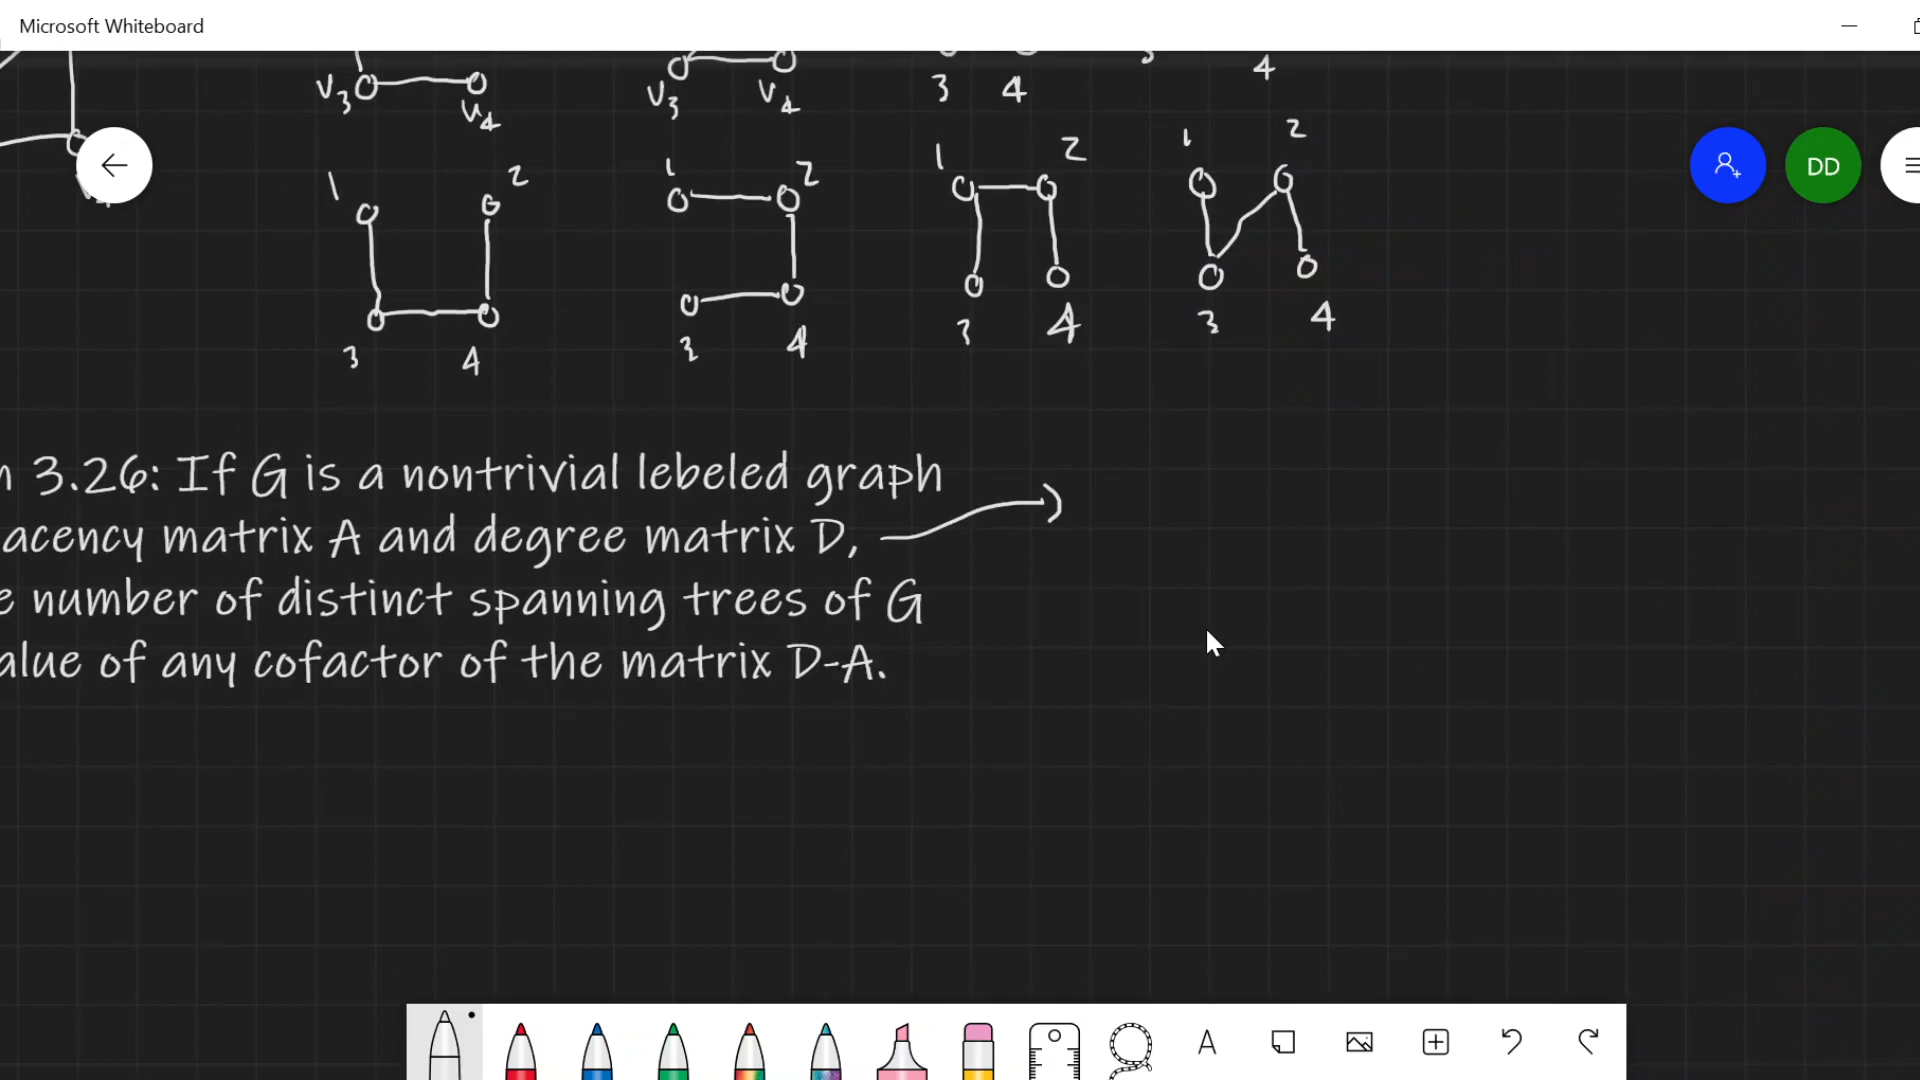 Microsoft Whiteboard
V3 V4 V3 V4 3 4 4
1 2 1 2 1 2 1 2
3 4 3 4 3 4 3 4
DD
3.26: If G is a nontrivial lebeled graph
acency matrix A and degree matrix D,
number of distinct spanning trees of G
alue of any cofactor of the matrix D-A.
A